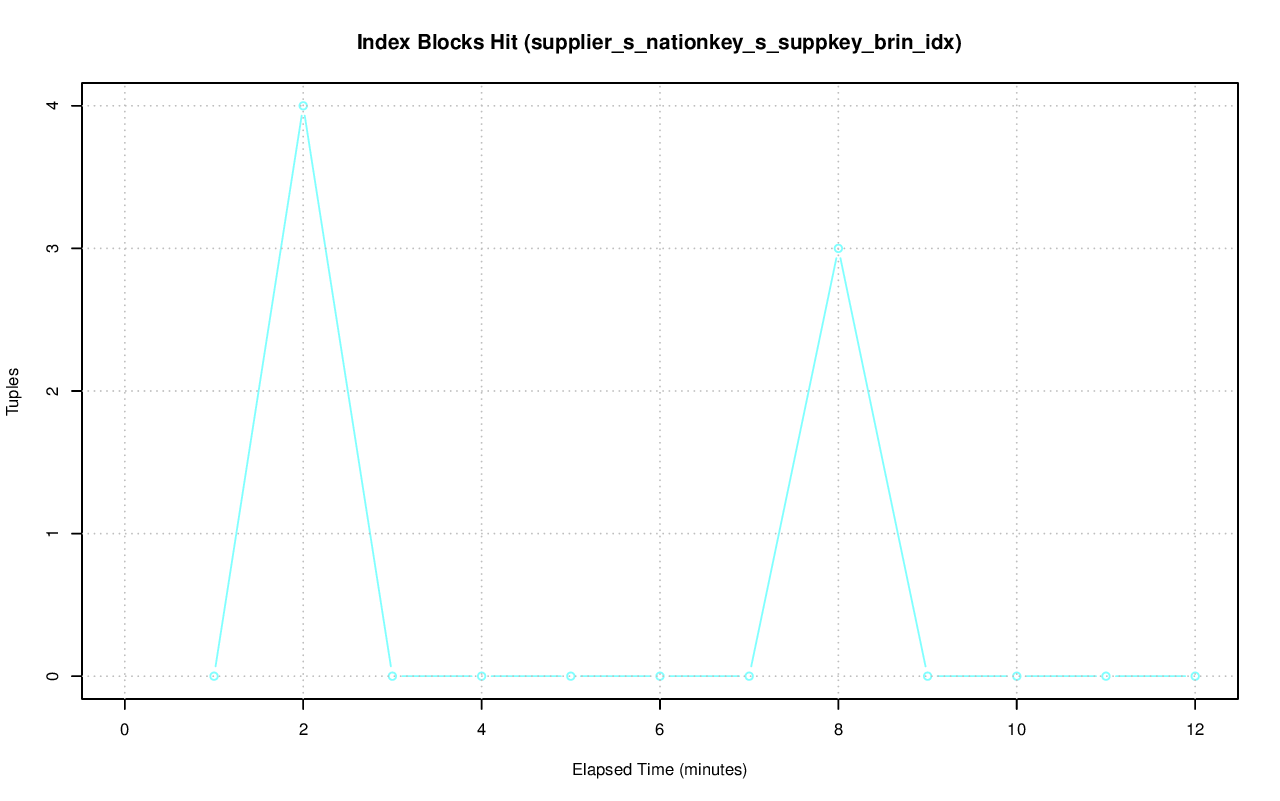 Index Blocks Hit (supplier_s_nationkey_s_suppkey_brin_idx)
4
3
2
1
0
Tuples
0 2 4 6 8 10 12
Elapsed Time (minutes)